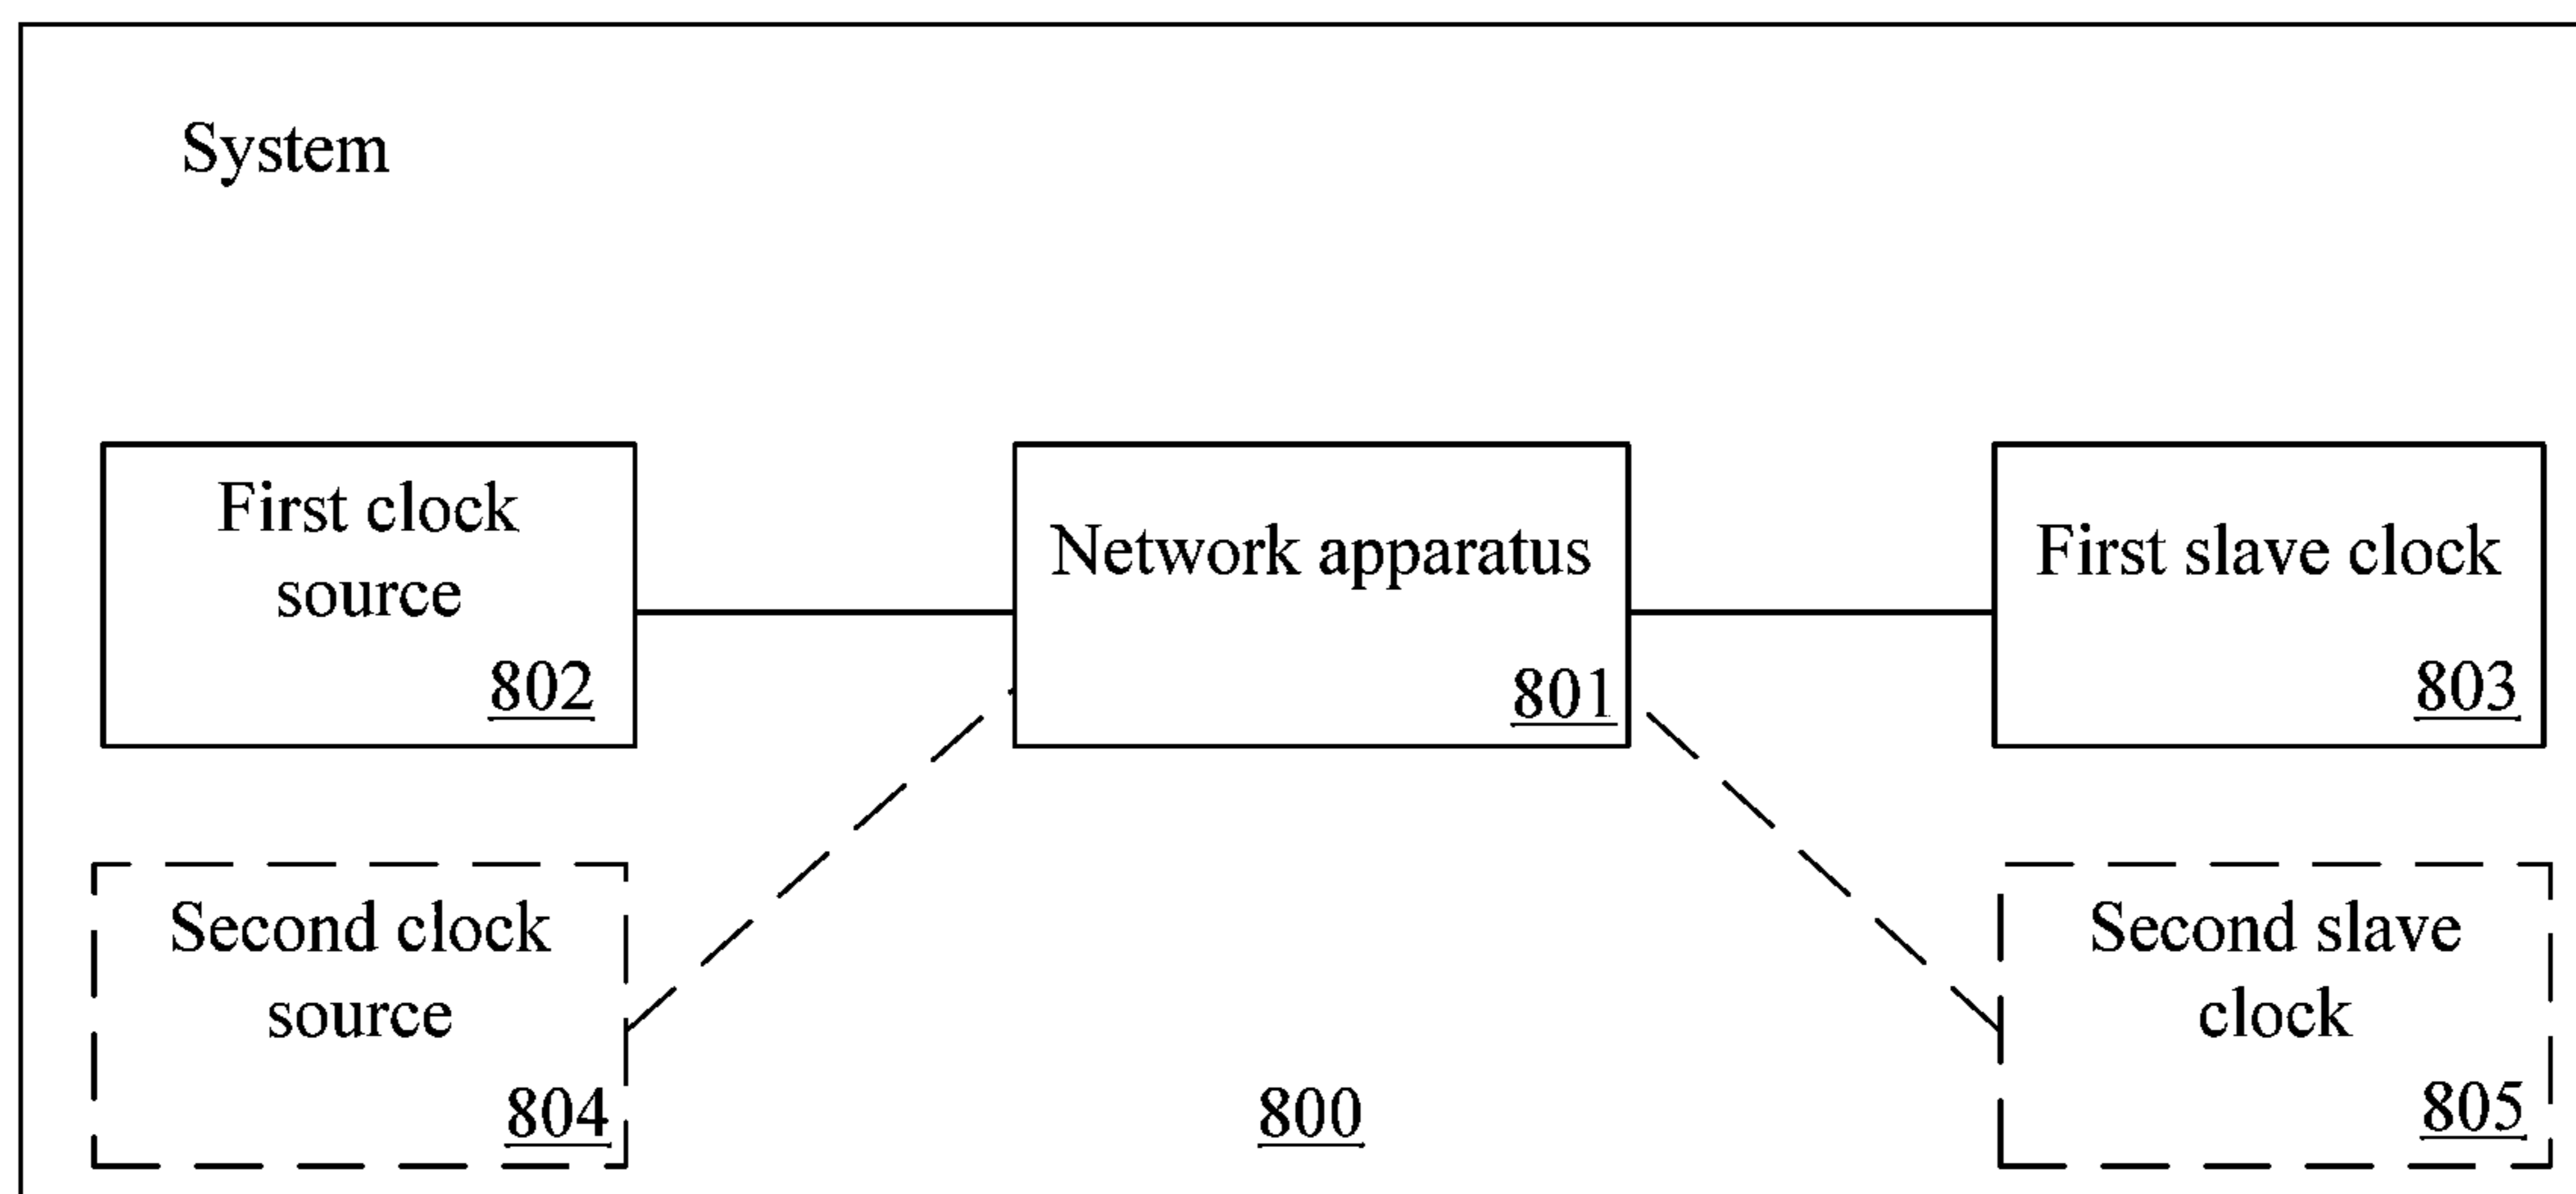 System
First clock
source
802
Network apparatus
801
First slave clock
803
Second clock
source
804
800
Second slave
clock
805